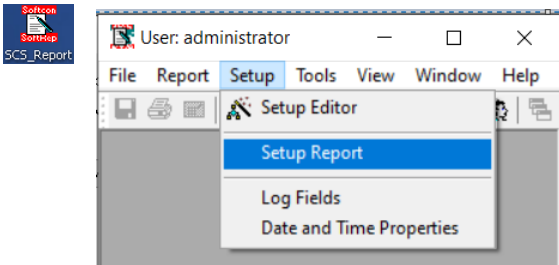 Softcon
SoftRep
SCS_Report
User: administrator
File Report Setup Tools View Window Help
Setup Editor
Setup Report
Log Fields
Date and Time Properties